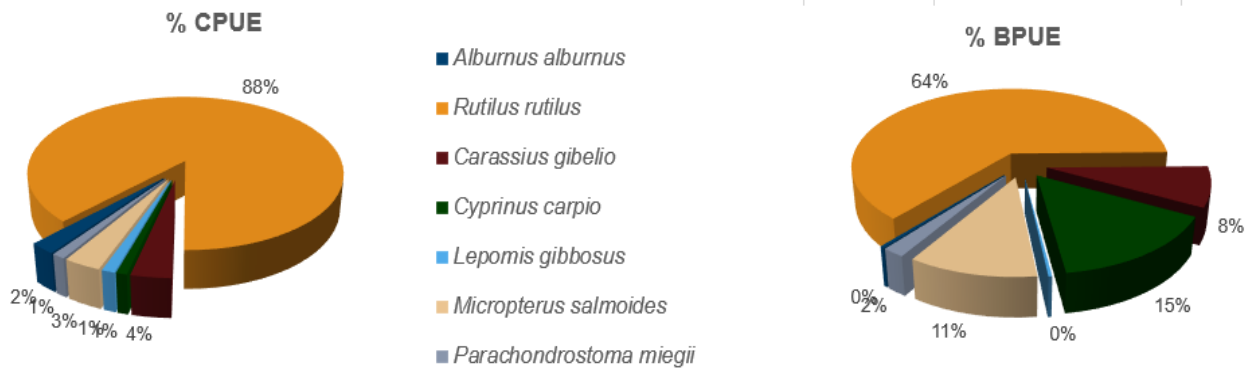 % CPUE
88%
2%
1%
3%
1%
1%
4%
Alburnus alburnus
Rutilus rutilus
Carassius gibelio
Cyprinus carpio
Lepomis gibbosus
Micropterus salmoides
Parachondrostoma miegii
% BPUE
64%
8%
15%
0%
11%
2%
0%